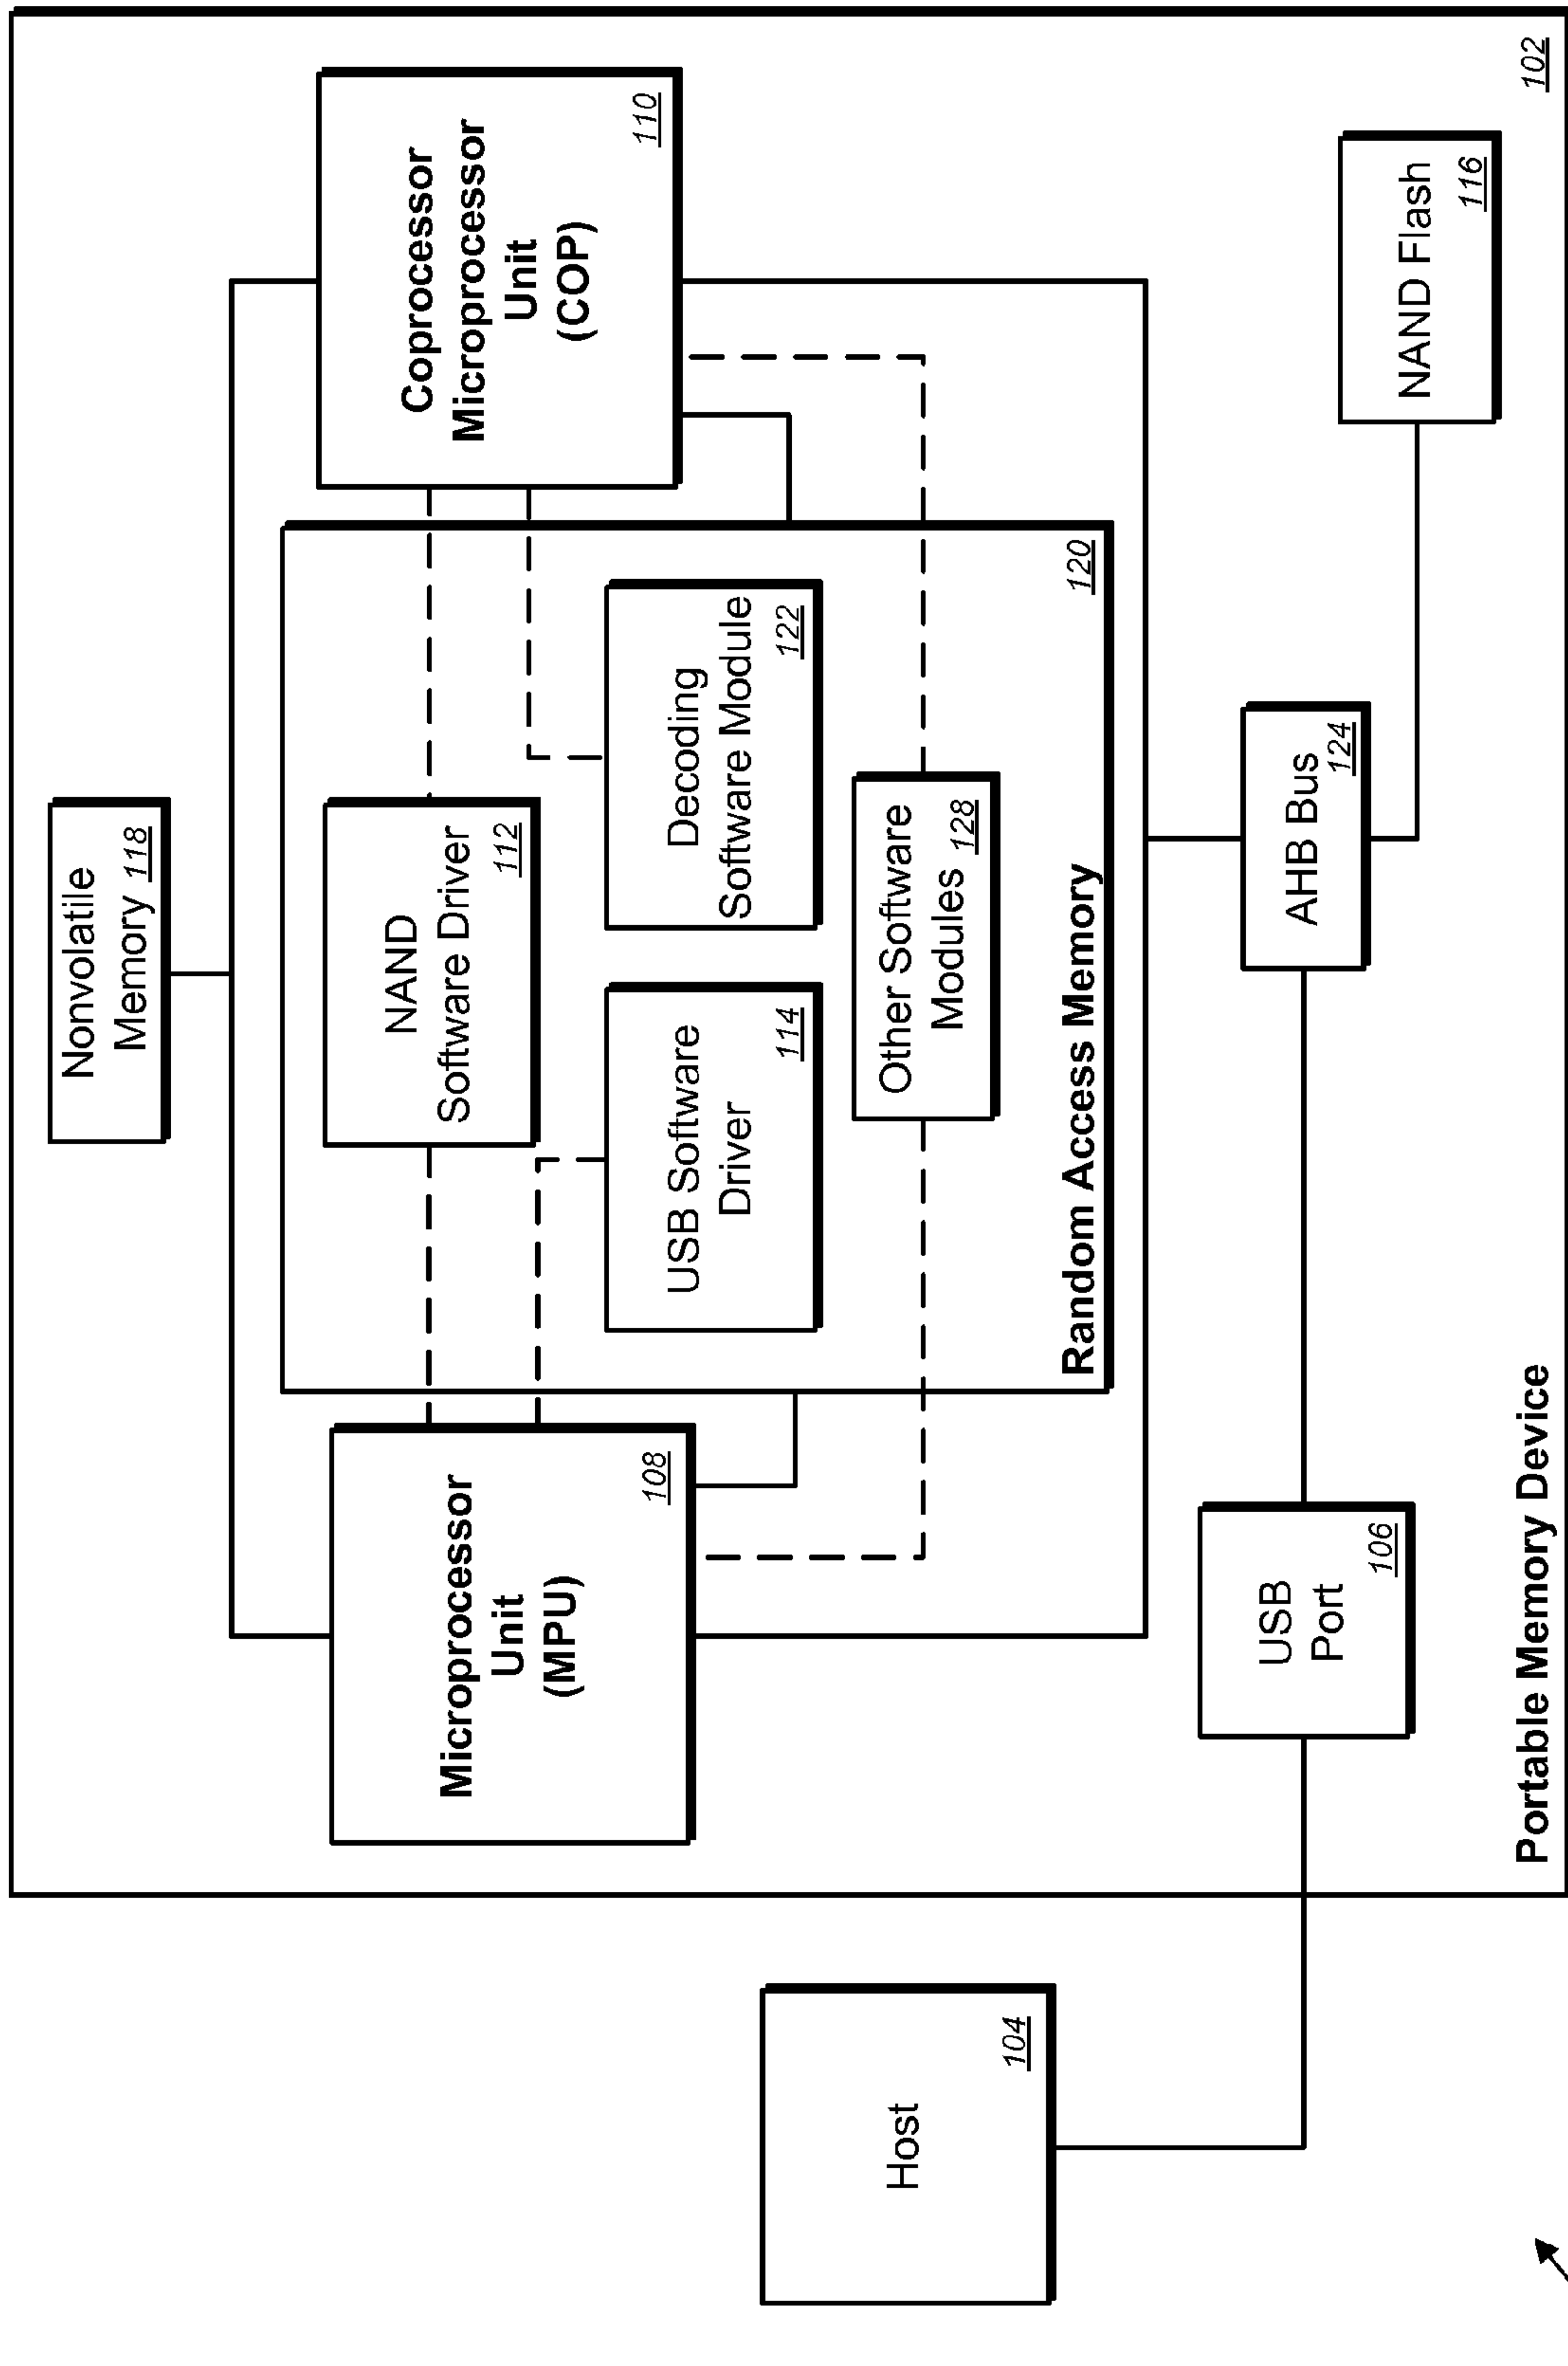 Nonvolatile
Memory 118
Microprocessor
Unit
(MPU)
108
NAND
Software Driver
112
USB Software
Driver
114
Decoding
Software Module
122
Other Software
Modules 128
Random Access Memory
120
Coprocessor
Microprocessor
Unit
(COP)
110
Host
104
USB
Port
106
AHB Bus
124
NAND Flash
116
Portable Memory Device
102